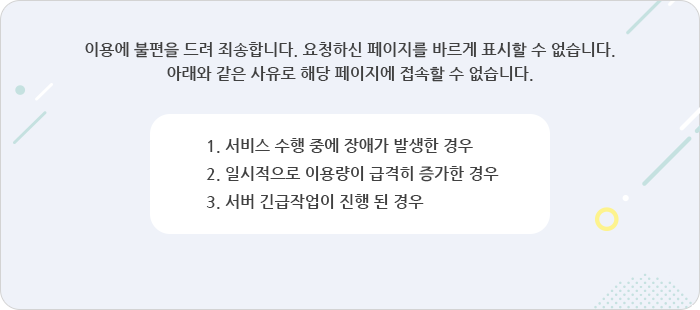 이용에 불편을 드려 죄송합니다. 요청하신 페이지를 바르게 표시할 수 없습니다.
아래와 같은 사유로 해당 페이지에 접속할 수 없습니다.
1. 서비스 수행 중에 장애가 발생한 경우
2. 일시적으로 이용량이 급격히 증가한 경우
3. 서버 긴급작업이 진행 된 경우